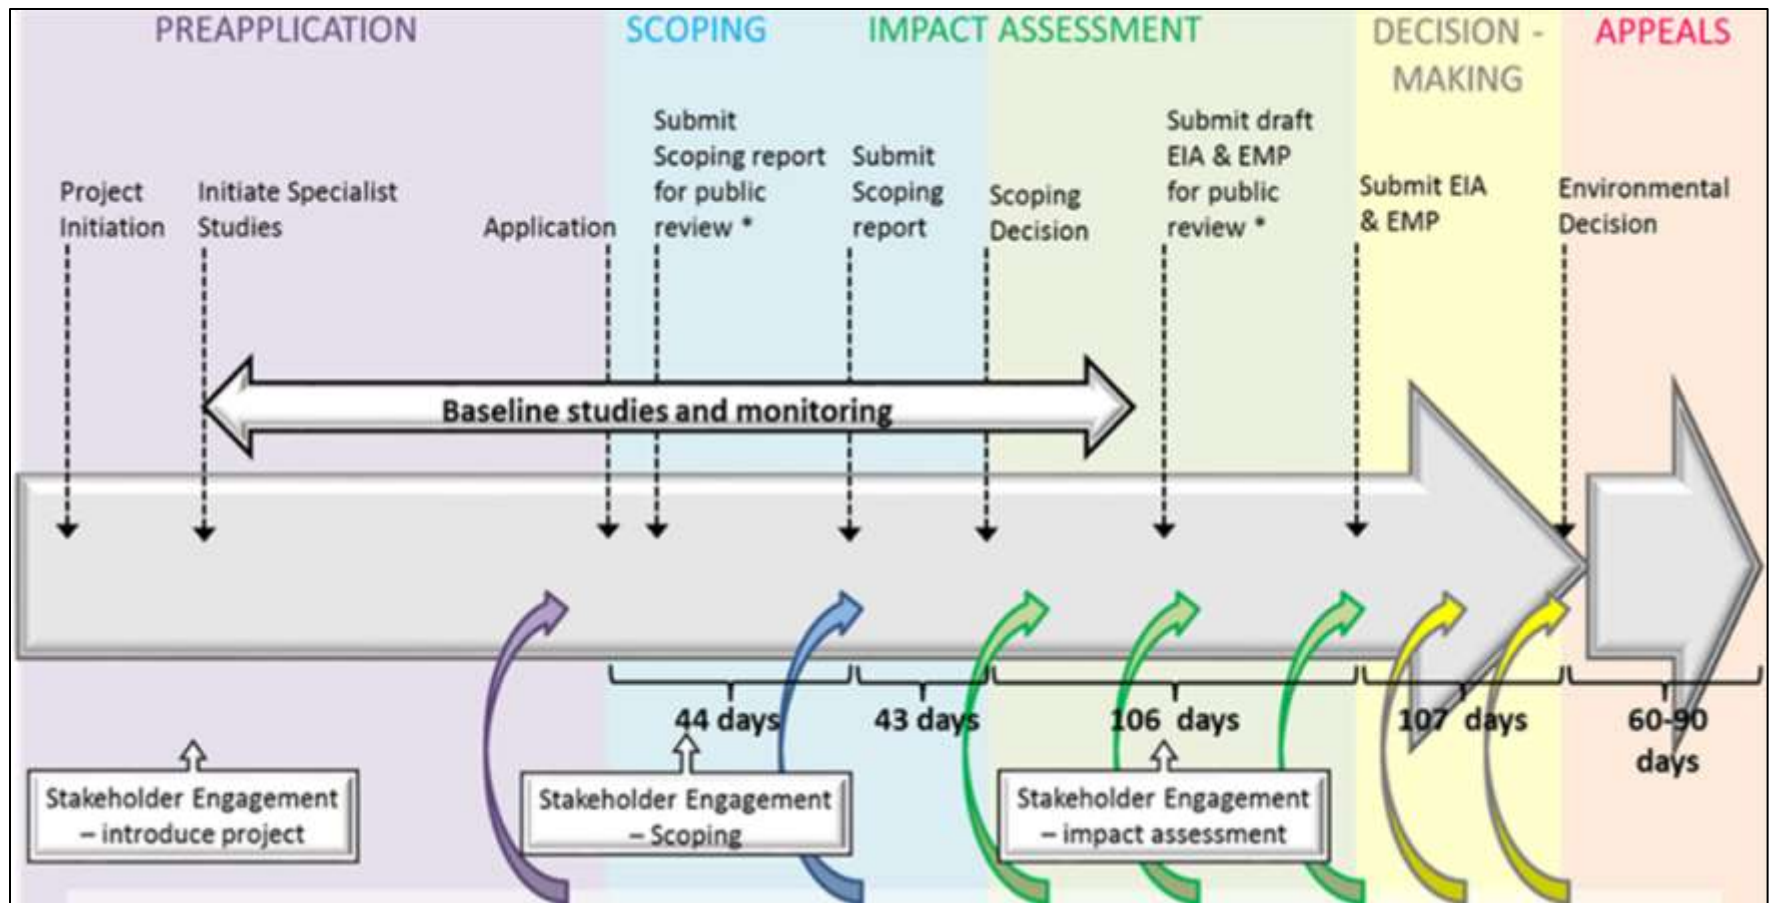 PREAPPLICATION
SCOPING
IMPACT ASSESSMENT
DECISION -
MAKING
APPEALS
Project
Initiation
Initiate Specialist
Studies
Application
Submit
Scoping report
for public
review *
Submit
Scoping
report
Scoping
Decision
Submit draft
EIA & EMP
for public
review *
Submit EIA
& EMP
Environmental
Decision
Baseline studies and monitoring
44 days
43 days
106 days
107 days
60-90
days
Stakeholder Engagement
– introduce project
Stakeholder Engagement
– Scoping
Stakeholder Engagement
– impact assessment